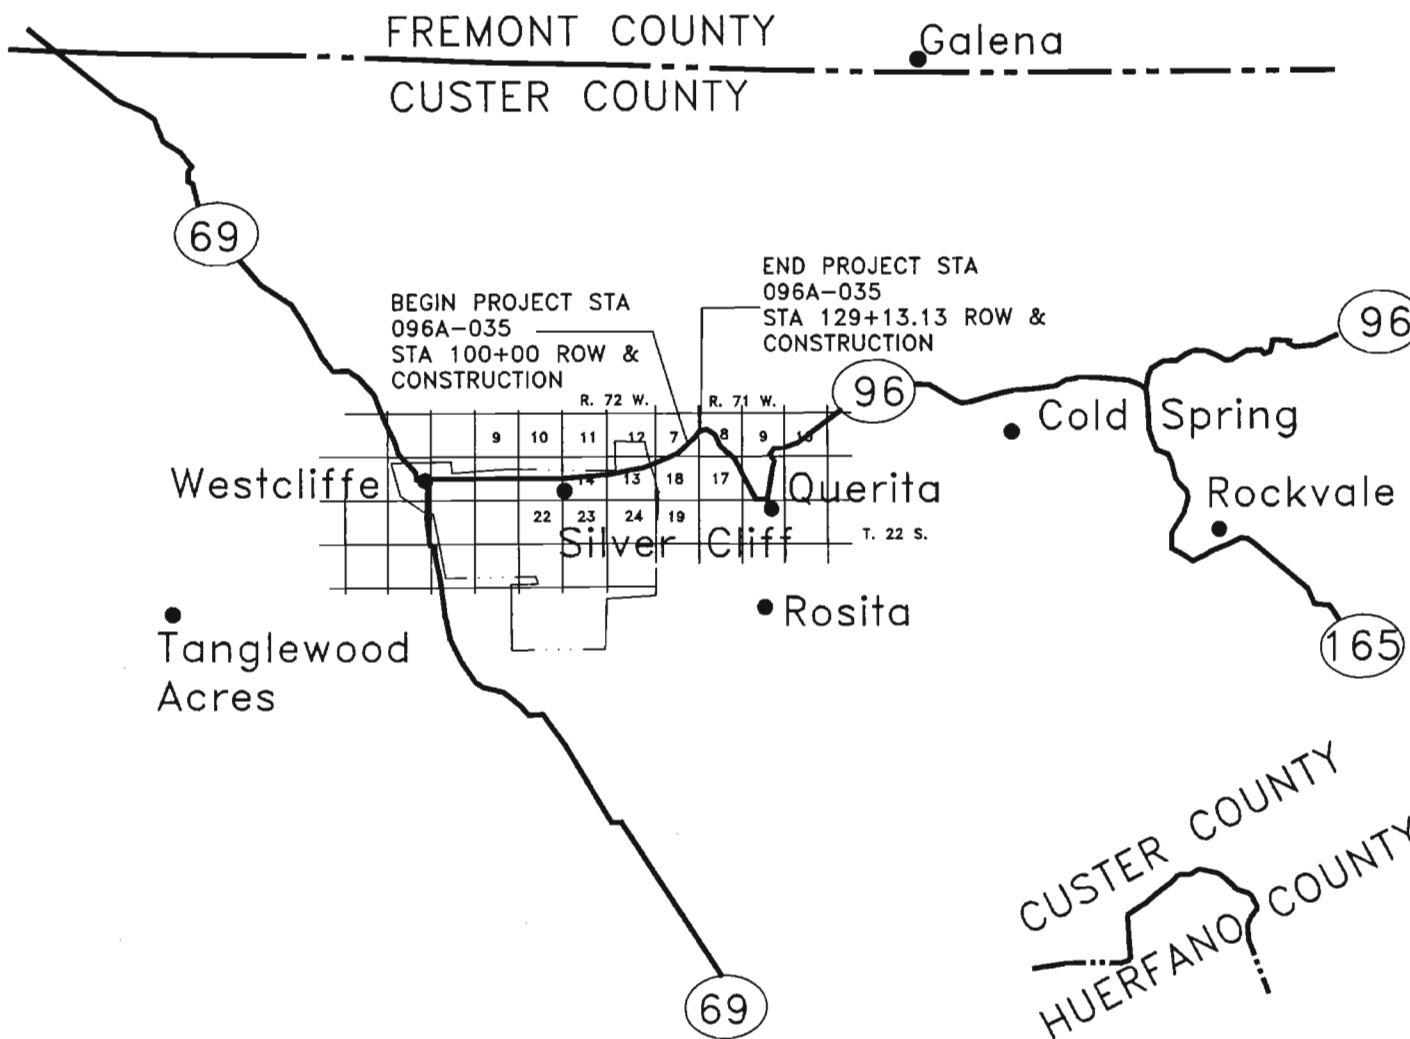 FREMONT COUNTY
Galena
CUSTER COUNTY
69
END PROJECT STA
096A-035
STA 129+13.13 ROW &
CONSTRUCTION
BEGIN PROJECT STA
096A-035
STA 100+00 ROW &
CONSTRUCTION
96
96
R. 72 W. R. 71 W.
Cold Spring
9 10 11 12 7 8 9
Westcliffe
14 13 18 17
Querita
Rockvale
22 23 24 19
T. 22 S.
Silver Cliff
Rosita
Tanglewood
Acres
165
CUSTER COUNTY
HUERFANO COUNTY
69